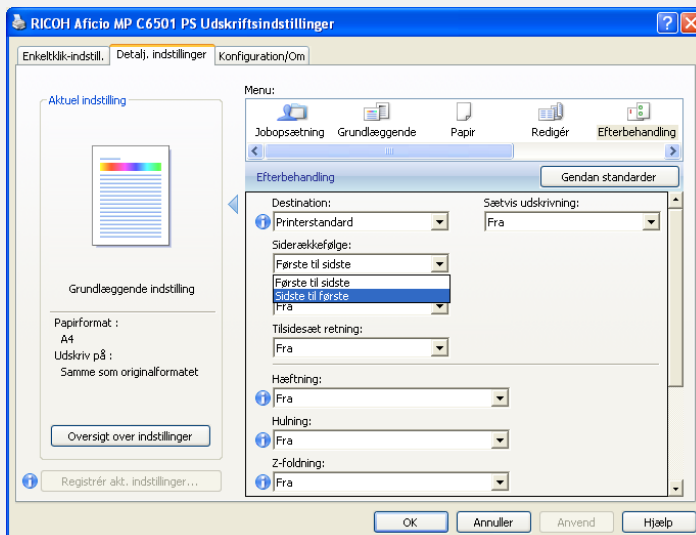 RICOH Aficio MP C6501 PS Udskriftsindstillinger
Enkeltklik-indstill.
Detalj. indstillinger
Konfiguration/Om
Aktuel indstilling
Grundlæggende indstilling
Papirformat :
A4
Udskriv på :
Samme som originalformatet
Oversigt over indstillinger
Registrér akt. indstillinger...
Menu:
Jobopsætning
Grundlæggende
Papir
Redigér
Efterbehandling
Efterbehandling
Gendan standarder
Destination:
Printerstandard
Sætvis udskrivning:
Fra
Siderækkefølge:
Første til sidste
Første til sidste
Sidste til første
Fra
Tilsidesæt retning:
Fra
Hæftning:
Fra
Hulning:
Fra
Z-foldning:
Fra
OK
Annuller
Anvend
Hjælp